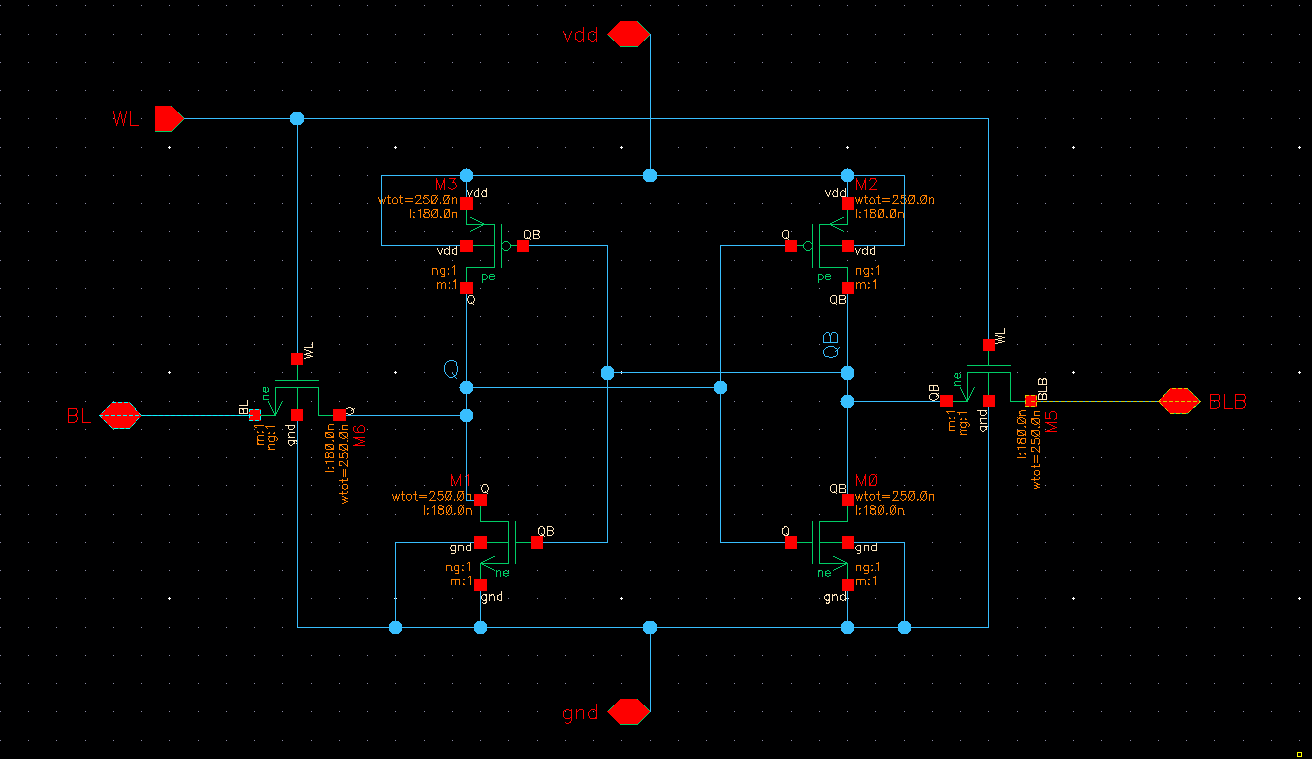 vdd
WL
M3
vdd
wtot=250.0n
l:180.0n
vdd
QB
ng:1
m:1
pe
Q
M2
vdd
wtot=250.0n
l:180.0n
Q
vdd
ng:1
m:1
pe
QB
Q
QB
WL
ne
BL
BL
Q
m:1
ng:1
gnd
l:180.0n
wtot=250.0n
M6
WL
ne
QB
BLB
BLB
m:1
ng:1
gnd
l:180.0n
wtot=250.0n
M5
M1
Q
wtot=250.0n
l:180.0n
QB
gnd
ng:1
m:1
ne
gnd
QB
M0
wtot=250.0n
l:180.0n
Q
gnd
ng:1
m:1
ne
gnd
gnd